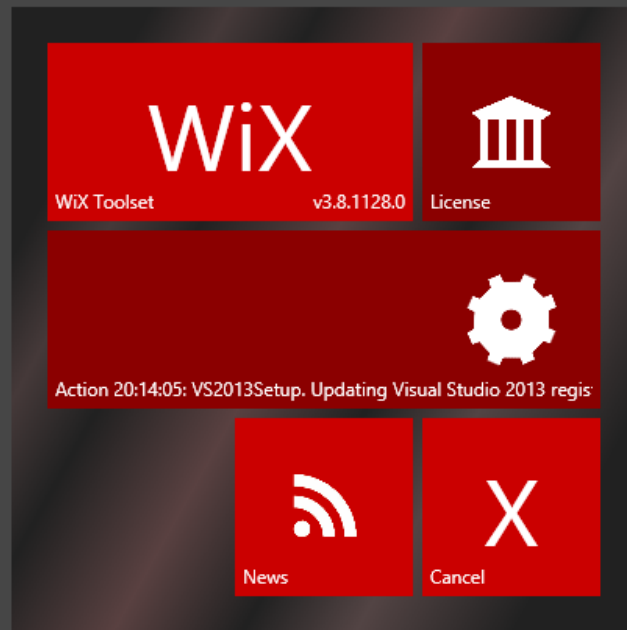 WiX
WiX Toolset v3.8.1128.0
License
Action 20:14:05: VS2013Setup. Updating Visual Studio 2013 regis
News
X
Cancel